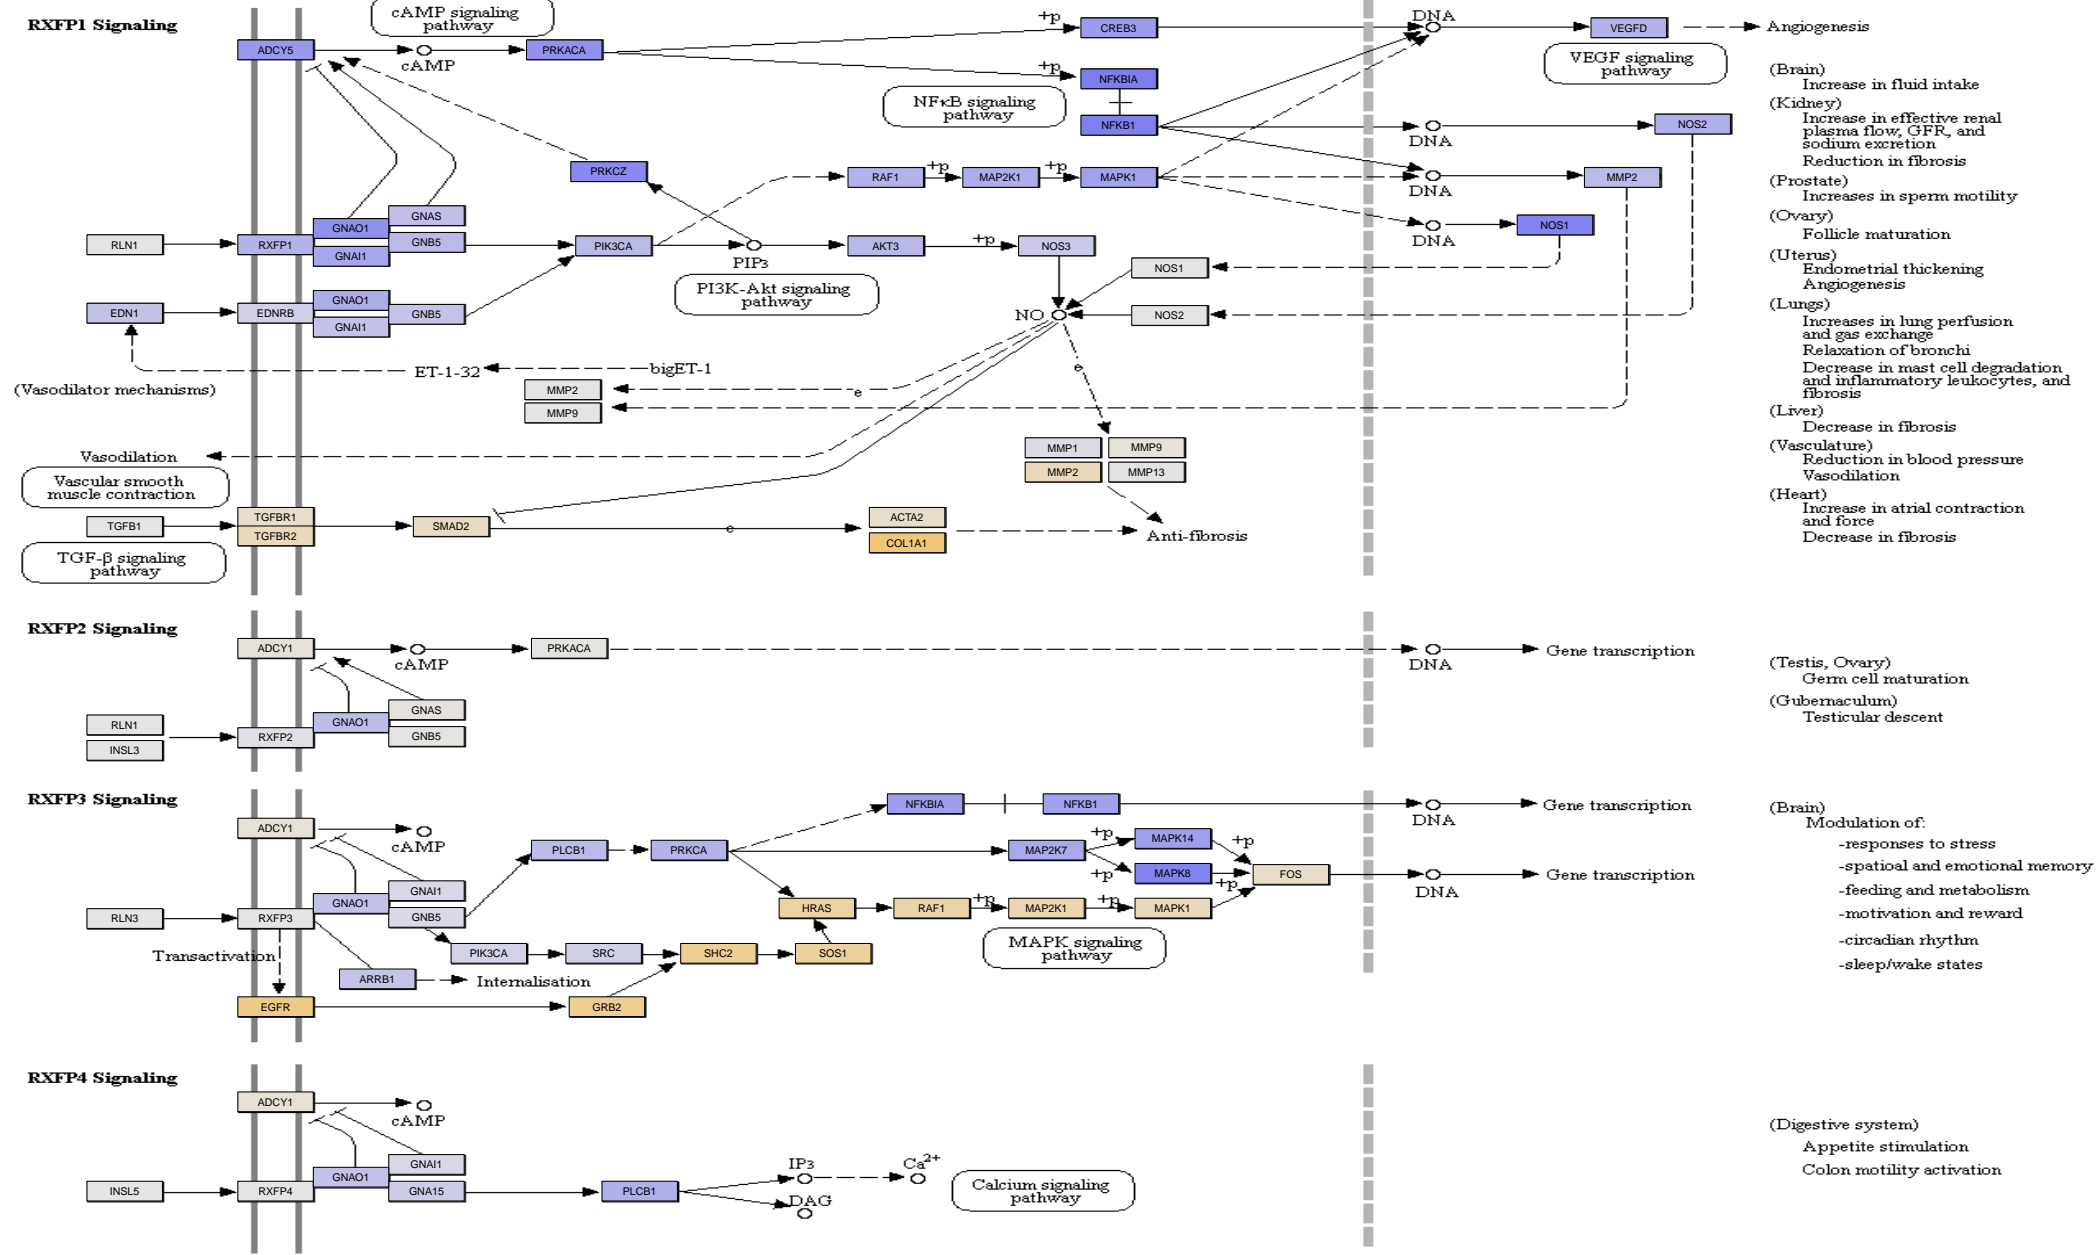 RXFP1 Signaling
cAMP signaling
pathway
ADCY5
cAMP
PRKACA
+p
CREB3
DNA
VEGFD
Angiogenesis
VEGF signaling
pathway
+p
NFKBIA
NFκB signaling
pathway
NFKB1
DNA
NOS2
PRKCZ
RAF1
+p
MAP2K1
+p
MAPK1
DNA
MMP2
RLN1
RXFP1
GNAO1
GNAI1
GNAS
GNB5
PIK3CA
PIP3
AKT3
+p
NOS3
DNA
NOS1
PI3K-Akt signaling
pathway
NOS1
EDN1
EDNRB
GNAO1
GNAI1
GNB5
NO
NOS2
ET-1-32
bigET-1
(Vasodilator mechanisms)
MMP2
MMP9
e
e
Vasodilation
MMP1
MMP9
MMP2
MMP13
Vascular smooth
muscle contraction
TGFB1
TGFBR1
TGFBR2
SMAD2
e
ACTA2
COL1A1
Anti-fibrosis
TGF-β signaling
pathway
(Brain)
Increase in fluid intake
(Kidney)
Increase in effective renal
plasma flow, GFR, and
sodium excretion
Reduction in fibrosis
(Prostate)
Increases in sperm motility
(Ovary)
Follicle maturation
(Uterus)
Endometrial thickening
Angiogenesis
(Lungs)
Increases in lung perfusion
and gas exchange
Relaxation of bronchi
Decrease in mast cell degradation
and inflammatory leukocytes, and
fibrosis
(Liver)
Decrease in fibrosis
(Vasculature)
Reduction in blood pressure
Vasodilation
(Heart)
Increase in atrial contraction
and force
Decrease in fibrosis
RXFP2 Signaling
ADCY1
cAMP
PRKACA
DNA
Gene transcription
RLN1
INSL3
RXFP2
GNAO1
GNAS
GNB5
(Testis, Ovary)
Germ cell maturation
(Gubernaculum)
Testicular descent
RXFP3 Signaling
ADCY1
cAMP
NFKBIA
NFKB1
DNA
Gene transcription
PLCB1
PRKCA
MAP2K7
+p
+p
MAPK14
MAPK8
+p
FOS
DNA
Gene transcription
RLN3
RXFP3
GNAO1
GNAI1
GNB5
HRAS
RAF1
+p
MAP2K1
+p
MAPK1
+p
Transactivation
PIK3CA
SRC
SHC2
SOS1
MAPK signaling
pathway
ARRB1
Internalisation
EGFR
GRB2
(Brain)
Modulation of:
-responses to stress
-spatioal and emotional memory
-feeding and metabolism
-motivation and reward
-circadian rhythm
-sleep/wake states
RXFP4 Signaling
ADCY1
cAMP
INSL5
RXFP4
GNAO1
GNAI1
GNA15
PLCB1
IP3
Ca2+
DAG
Calcium signaling
pathway
(Digestive system)
Appetite stimulation
Colon motility activation